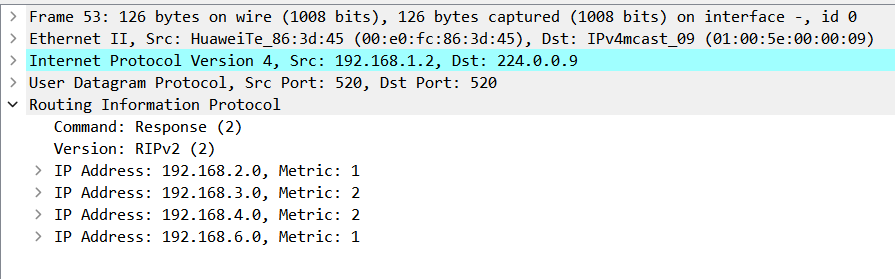 Frame 53: 126 bytes on wire (1008 bits), 126 bytes captured (1008 bits) on interface -, id 0
Ethernet II, Src: HuaweiTe_86:3d:45 (00:e0:fc:86:3d:45), Dst: IPv4mcast_09 (01:00:5e:00:00:09)
Internet Protocol Version 4, Src: 192.168.1.2, Dst: 224.0.0.9
User Datagram Protocol, Src Port: 520, Dst Port: 520
Routing Information Protocol
Command: Response (2)
Version: RIPv2 (2)
IP Address: 192.168.2.0, Metric: 1
IP Address: 192.168.3.0, Metric: 2
IP Address: 192.168.4.0, Metric: 2
IP Address: 192.168.6.0, Metric: 1